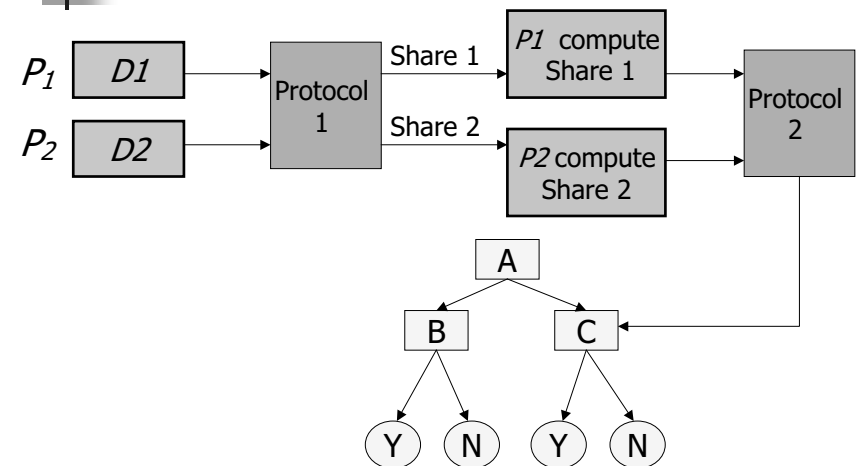 P1
D1
P2
D2
Protocol
1
Share 1
Share 2
P1 compute
Share 1
P2 compute
Share 2
Protocol
2
A
B
C
Y
N
Y
N